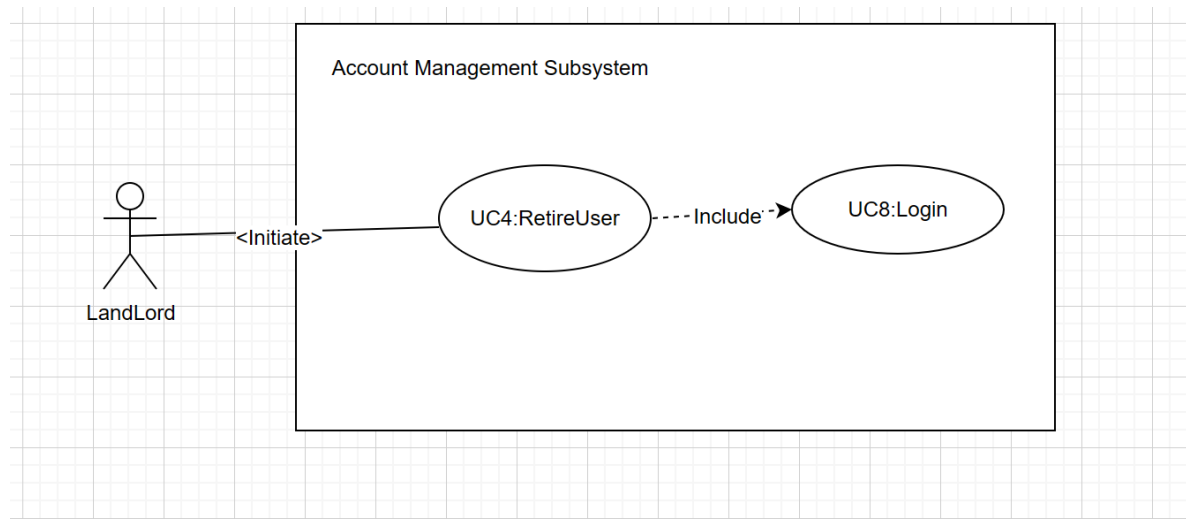 Account Management Subsystem
UC4:RetireUser
Include
UC8:Login
<Initiate>
LandLord